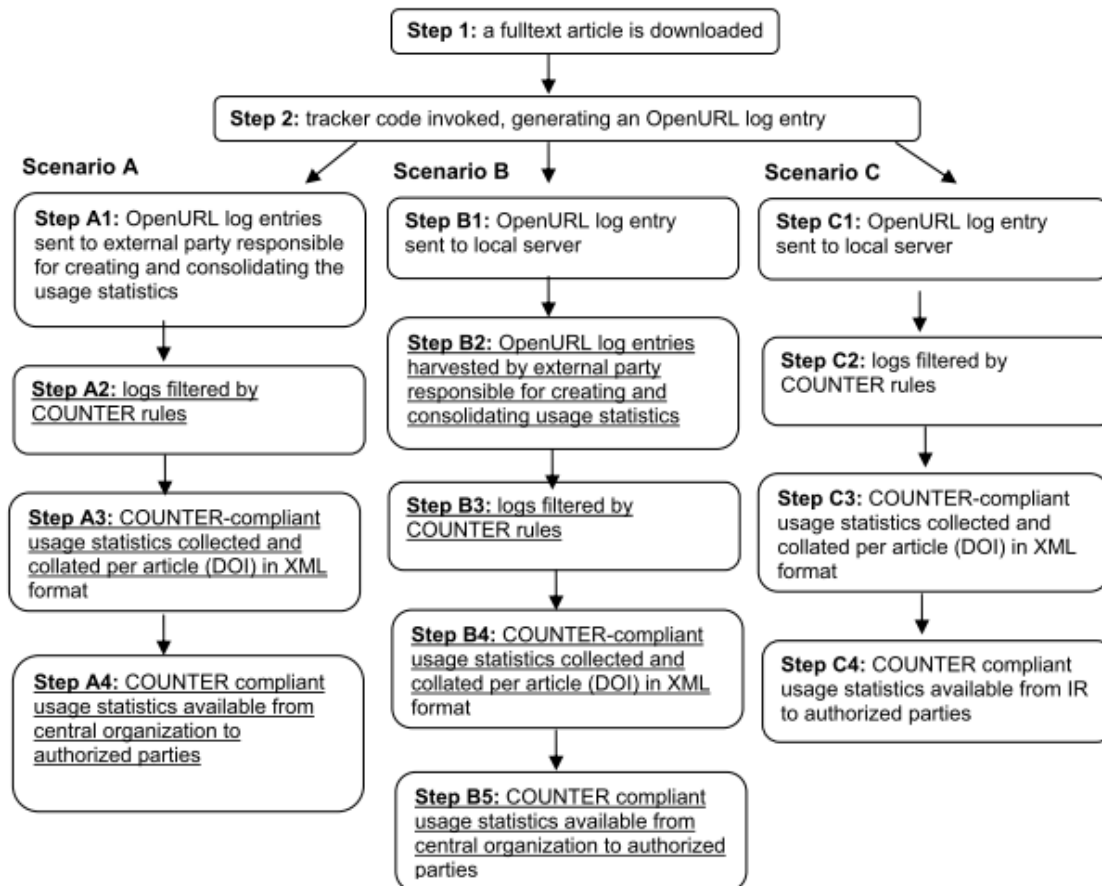 Step 1: a fulltext article is downloaded
Step 2: tracker code invoked, generating an OpenURL log entry
Scenario A
Step A1: OpenURL log entries
sent to external party responsible
for creating and consolidating the
usage statistics
Step A2: logs filtered by
COUNTER rules
Step A3: COUNTER-compliant
usage statistics collected and
collated per article (DOI) in XML
format
Step A4: COUNTER compliant
usage statistics available from
central organization to
authorized parties
Scenario B
Step B1: OpenURL log entry
sent to local server
Step B2: OpenURL log entries
harvested by external party
responsible for creating and
consolidating usage statistics
Step B3: logs filtered by
COUNTER rules
Step B4: COUNTER-compliant
usage statistics collected and
collated per article (DOI) in XML
format
Step B5: COUNTER compliant
usage statistics available from
central organization to authorized
parties
Scenario C
Step C1: OpenURL log entry
sent to local server
Step C2: logs filtered by
COUNTER rules
Step C3: COUNTER-compliant
usage statistics collected and
collated per article (DOI) in XML
format
Step C4: COUNTER compliant
usage statistics available from IR
to authorized parties